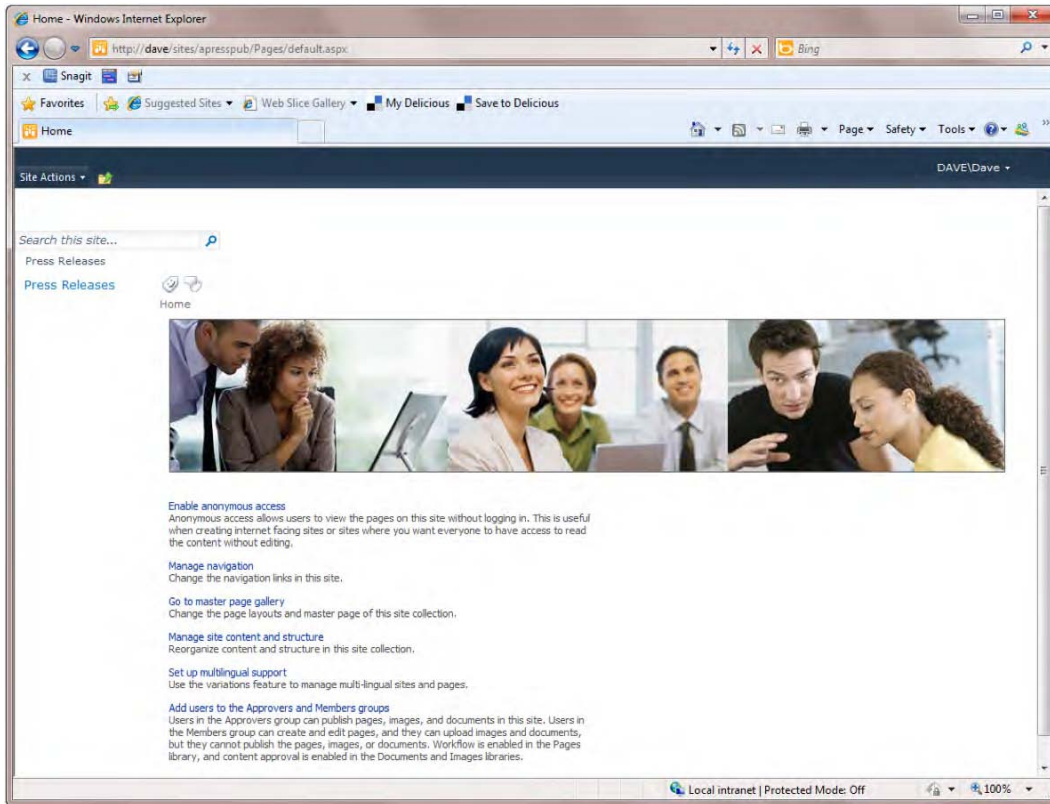 Home - Windows Internet Explorer
http://dave/sites/apresspub/Pages/default.aspx
Bing
x Snagit
Favorites Suggested Sites Web Slice Gallery My Delicious Save to Delicious
Home Page Safety Tools
Site Actions DAVE\Dave
Search this site...
Press Releases
Press Releases
Home
Enable anonymous access
Anonymous access allows users to view the pages on this site without logging in. This is useful
when creating internet facing sites or sites where you want everyone to have access to read
the content without editing.
Manage navigation
Change the navigation links in this site.
Go to master page gallery
Change the page layouts and master page of this site collection.
Manage site content and structure
Reorganize content and structure in this site collection.
Set up multilingual support
Use the variations feature to manage multi-lingual sites and pages.
Add users to the Approvers and Members groups
Users in the Approvers group can publish pages, images, and documents in this site. Users in
the Members group can create and edit pages, and they can upload images and documents,
but they cannot publish the pages, images, or documents. Workflow is enabled in the Pages
library, and content approval is enabled in the Documents and Images libraries.
Local intranet | Protected Mode: Off 100%